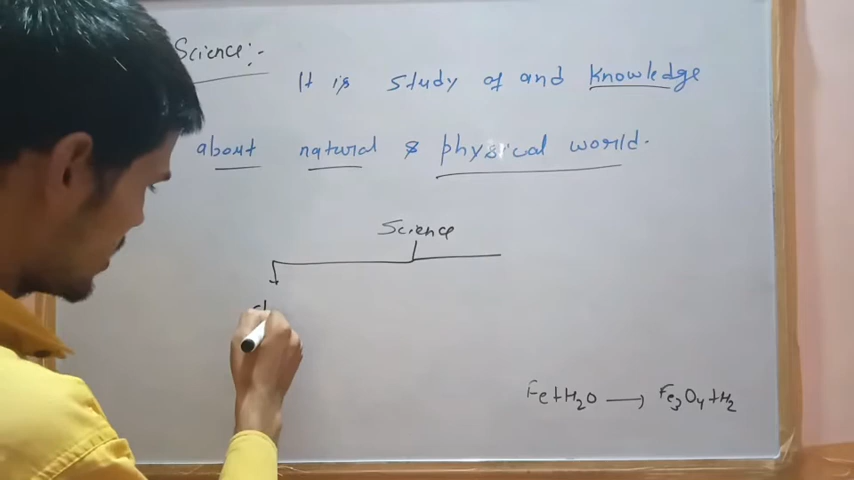 Science:-
It is study of and knowledge
about natural & physical world.
Science
Fe+H₂O → Fe₃O₄+H₂